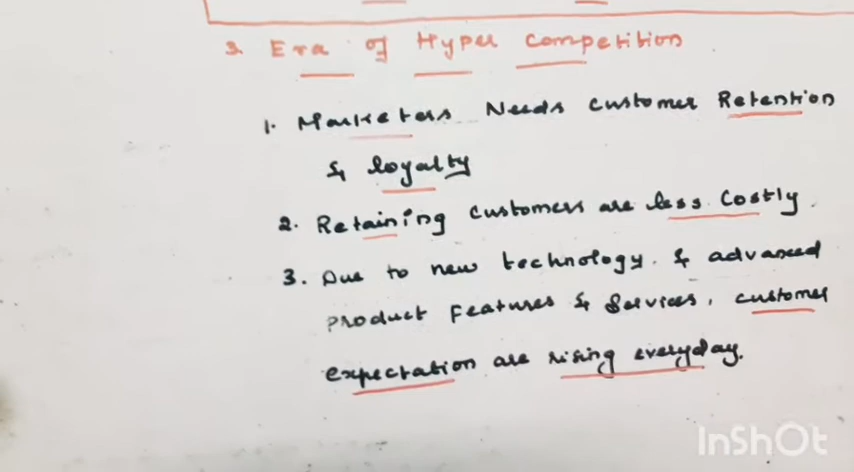 3. Era of Hyper Competition
1. Marketers Needs customer Retention
& loyalty
2. Retaining customers are less Costly.
3. Due to new technology. & advanced
product features & Services, customer
expectation are rising everyday.
InShOt